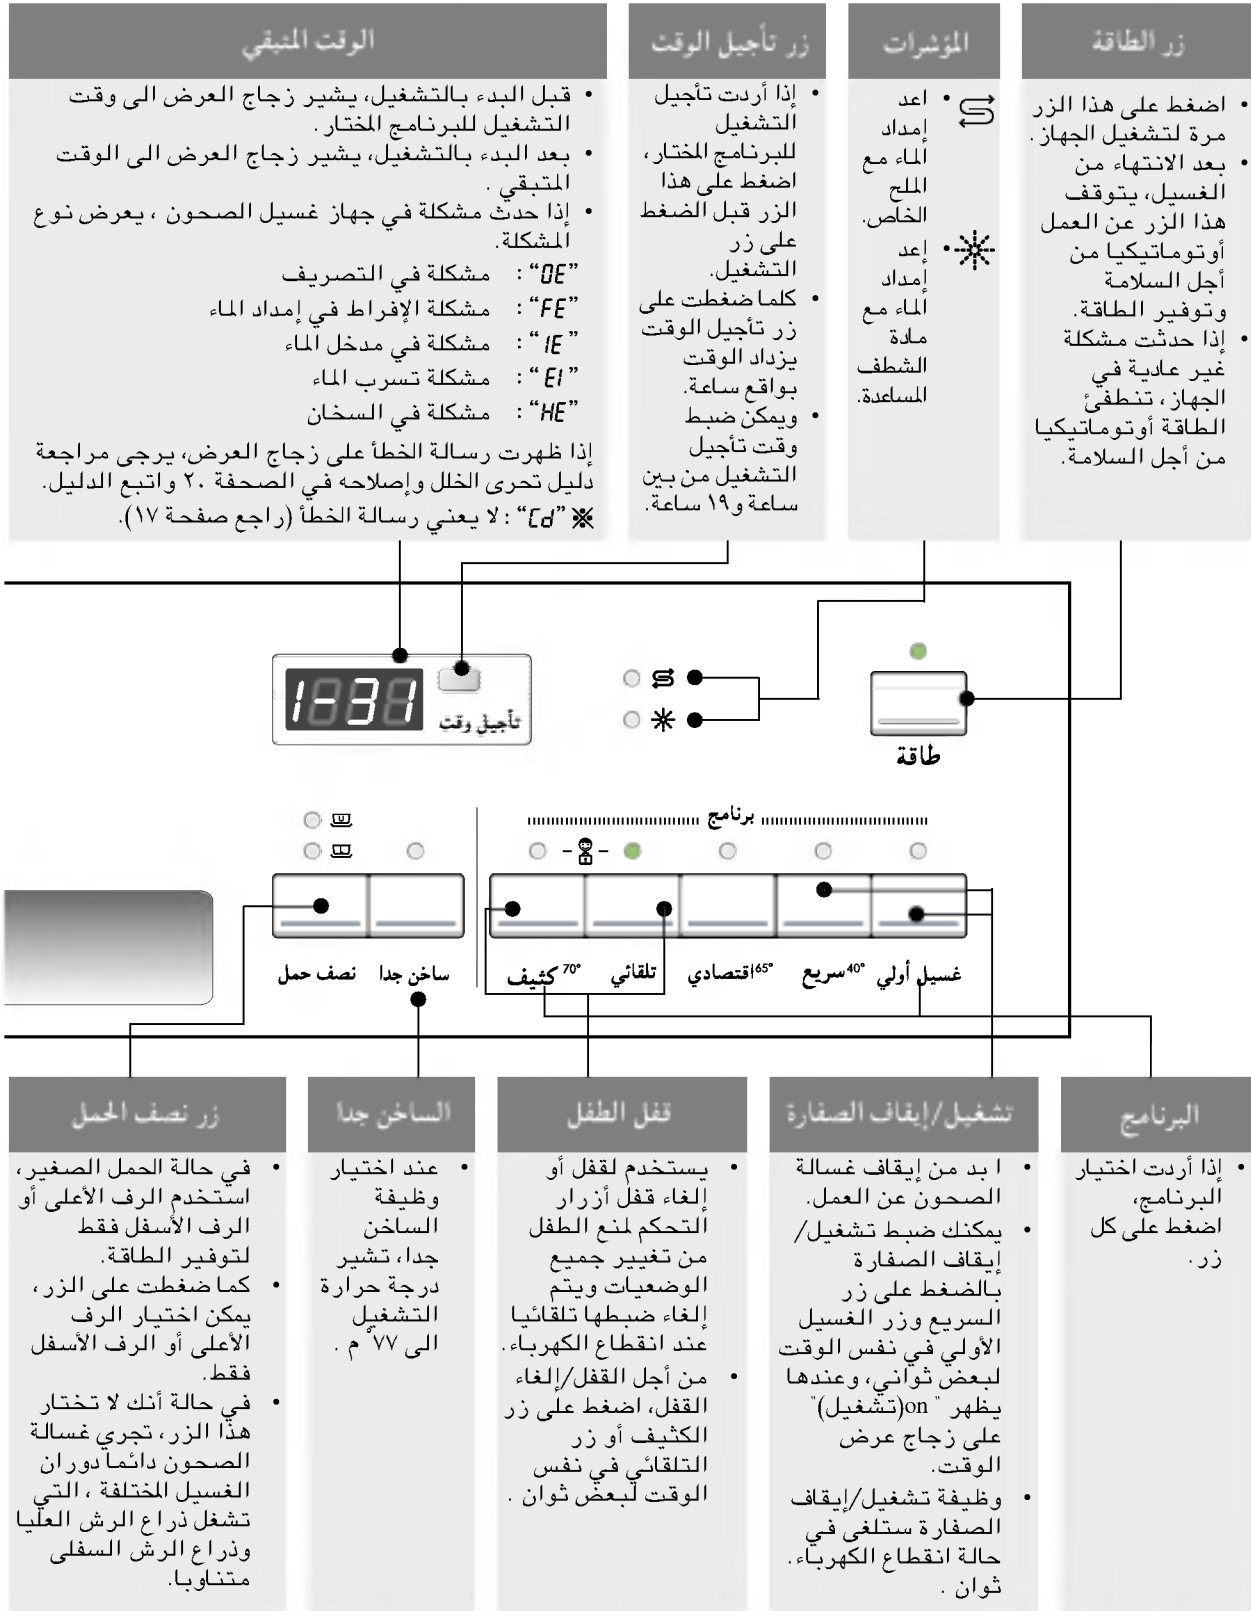 زر الطاقة
• اضغط على هذا الزر
مرة لتشغيل الجهاز.
• بعد الانتهاء من
الغسيل، يتوقف
هذا الزر عن العمل
أوتوماتيكيا من
أجل السلامة
وتوفير الطاقة.
• إذا حدثت مشكلة
غير عادية في
الجهاز، تنطفئ
الطاقة أوتوماتيكيا
من أجل السلامة.
المؤشرات
• اعد
إمداد
الماء مع
الملح
الخاص.
• إعد
إمداد
الماء مع
مادة
الشطف
المساعدة.
زر تأجيل الوقت
• إذا أردت تأجيل
التشغيل
للبرنامج المختار،
اضغط على هذا
الزر قبل الضغط
على زر
التشغيل.
• كلما ضغطت على
زر تأجيل الوقت
يزداد الوقت
بواقع ساعة.
• ويمكن ضبط
وقت تأجيل
التشغيل من بين
ساعة و١٩ ساعة.
الوقت المتبقي
• قبل البدء بالتشغيل، يشير زجاج العرض الى وقت
التشغيل للبرنامج المختار.
• بعد البدء بالتشغيل، يشير زجاج العرض الى الوقت
المتبقي .
• إذا حدث مشكلة في جهاز غسيل الصحون ، يعرض نوع
المشكلة.
"OE" : مشكلة في التصريف
"FE" : مشكلة الإفراط في إمداد الماء
"IE" : مشكلة في مدخل الماء
"EI" : مشكلة تسرب الماء
"HE" : مشكلة في السخان
إذا ظهرت رسالة الخطأ على زجاج العرض، يرجى مراجعة
دليل تحرى الخلل وإصلاحه في الصفحة ٢٠ واتبع الدليل.
※ "Cd" : لا يعني رسالة الخطأ (راجع صفحة ١٧).
1-31
تأجيل وقت
طاقة
برنامج
غسيل أولي
سريع 40°
اقتصادي 65°
تلقائي
كثيف 70°
ساخن جدا
نصف حمل
البرنامج
• إذا أردت اختيار
البرنامج،
اضغط على كل
زر.
تشغيل/إيقاف الصفارة
• ا بد من إيقاف غسالة
الصحون عن العمل.
• يمكنك ضبط تشغيل/
إيقاف الصفارة
بالضغط على زر
السريع وزر الغسيل
الأولي في نفس الوقت
لبعض ثواني، وعندها
يظهر " on(تشغيل)"
على زجاج عرض
الوقت.
• وظيفة تشغيل/إيقاف
الصفارة ستلغى في
حالة انقطاع الكهرباء.
ثوان .
قفل الطفل
• يستخدم لقفل أو
إلغاء قفل أزرار
التحكم لمنع الطفل
من تغيير جميع
الوضعيات ويتم
إلغاء ضبطها تلقائيا
عند انقطاع الكهرباء.
• من أجل القفل/إلغاء
القفل، اضغط على زر
الكثيف أو زر
التلقائي في نفس
الوقت لبعض ثوان .
الساخن جدا
• عند اختيار
وظيفة
الساخن
جدا، تشير
درجة حرارة
التشغيل
الى ٧٧° م .
زر نصف الحمل
• في حالة الحمل الصغير،
استخدم الرف الأعلى أو
الرف الأسفل فقط
لتوفير الطاقة.
• كما ضغطت على الزر،
يمكن اختيار الرف
الأعلى أو الرف الأسفل
فقط.
• في حالة أنك لا تختار
هذا الزر، تجري غسالة
الصحون دائما دوران
الغسيل المختلفة ، التي
تشغل ذراع الرش العليا
وذراع الرش السفلى
متناوبا.